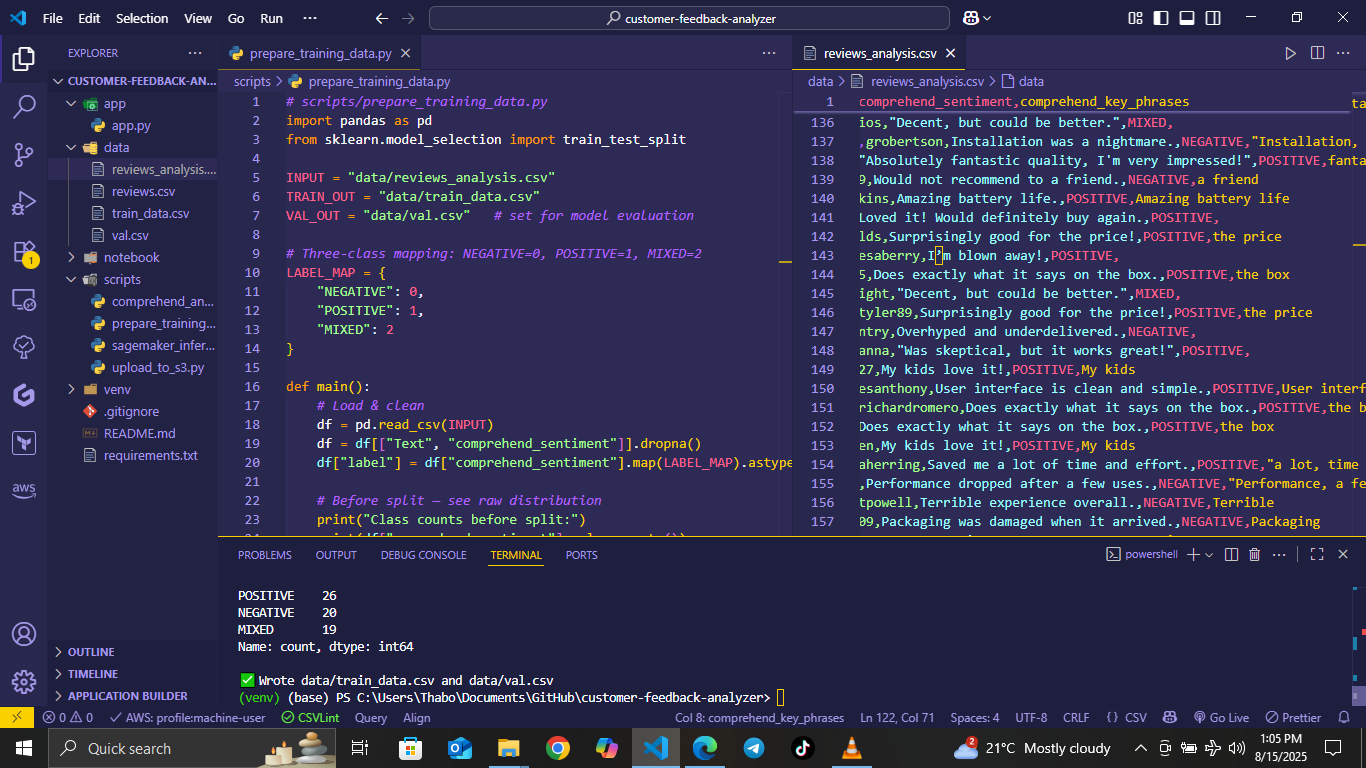 File Edit Selection View Go Run ··· customer-feedback-analyzer
EXPLORER ···
CUSTOMER-FEEDBACK-AN...
app
app.py
data
reviews_analysis....
reviews.csv
train_data.csv
val.csv
notebook
scripts
comprehend_an...
prepare_training...
sagemaker_infer...
upload_to_s3.py
venv
.gitignore
README.md
requirements.txt
OUTLINE
TIMELINE
APPLICATION BUILDER
1
aws
prepare_training_data.py
scripts > prepare_training_data.py
1 # scripts/prepare_training_data.py
2 import pandas as pd
3 from sklearn.model_selection import train_test_split
4
5 INPUT = "data/reviews_analysis.csv"
6 TRAIN_OUT = "data/train_data.csv"
7 VAL_OUT = "data/val.csv" # set for model evaluation
8
9 # Three-class mapping: NEGATIVE=0, POSITIVE=1, MIXED=2
10 LABEL_MAP = {
11 "NEGATIVE": 0,
12 "POSITIVE": 1,
13 "MIXED": 2
14 }
15
16 def main():
17 # Load & clean
18 df = pd.read_csv(INPUT)
19 df = df[["Text", "comprehend_sentiment"]].dropna()
20 df["label"] = df["comprehend_sentiment"].map(LABEL_MAP).astype
21
22 # Before split — see raw distribution
23 print("Class counts before split:")
reviews_analysis.csv
data > reviews_analysis.csv > data
1 comprehend_sentiment,comprehend_key_phrases
136 ios,"Decent, but could be better.",MIXED,
137 ,grobertson,Installation was a nightmare.,NEGATIVE,"Installation,
138 "Absolutely fantastic quality, I'm very impressed!",POSITIVE,fanta
139 9,Would not recommend to a friend.,NEGATIVE,a friend
140 kins,Amazing battery life.,POSITIVE,Amazing battery life
141 Loved it! Would definitely buy again.,POSITIVE,
142 lds,Surprisingly good for the price!,POSITIVE,the price
143 esaberry,I’m blown away!,POSITIVE,
144 5,Does exactly what it says on the box.,POSITIVE,the box
145 ight,"Decent, but could be better.",MIXED,
146 tyler89,Surprisingly good for the price!,POSITIVE,the price
147 ntry,Overhyped and underdelivered.,NEGATIVE,
148 anna,"Was skeptical, but it works great!",POSITIVE,
149 27,My kids love it!,POSITIVE,My kids
150 esanthony,User interface is clean and simple.,POSITIVE,User interf
151 richardromero,Does exactly what it says on the box.,POSITIVE,the b
152 Does exactly what it says on the box.,POSITIVE,the box
153 en,My kids love it!,POSITIVE,My kids
154 aherring,Saved me a lot of time and effort.,POSITIVE,"a lot, time
155 ,Performance dropped after a few uses.,NEGATIVE,"Performance, a fe
156 tpowell,Terrible experience overall.,NEGATIVE,Terrible
157 09,Packaging was damaged when it arrived.,NEGATIVE,Packaging
PROBLEMS OUTPUT DEBUG CONSOLE TERMINAL PORTS powershell
POSITIVE 26
NEGATIVE 20
MIXED 19
Name: count, dtype: int64
✅ Wrote data/train_data.csv and data/val.csv
(venv) (base) PS C:\Users\Thabo\Documents\GitHub\customer-feedback-analyzer>
0 0 AWS: profile:machine-user CSVLint Query Align Col 8: comprehend_key_phrases Ln 122, Col 71 Spaces: 4 UTF-8 CRLF {} CSV Go Live Prettier
Quick search 2 21°C Mostly cloudy 1:05 PM
8/15/2025